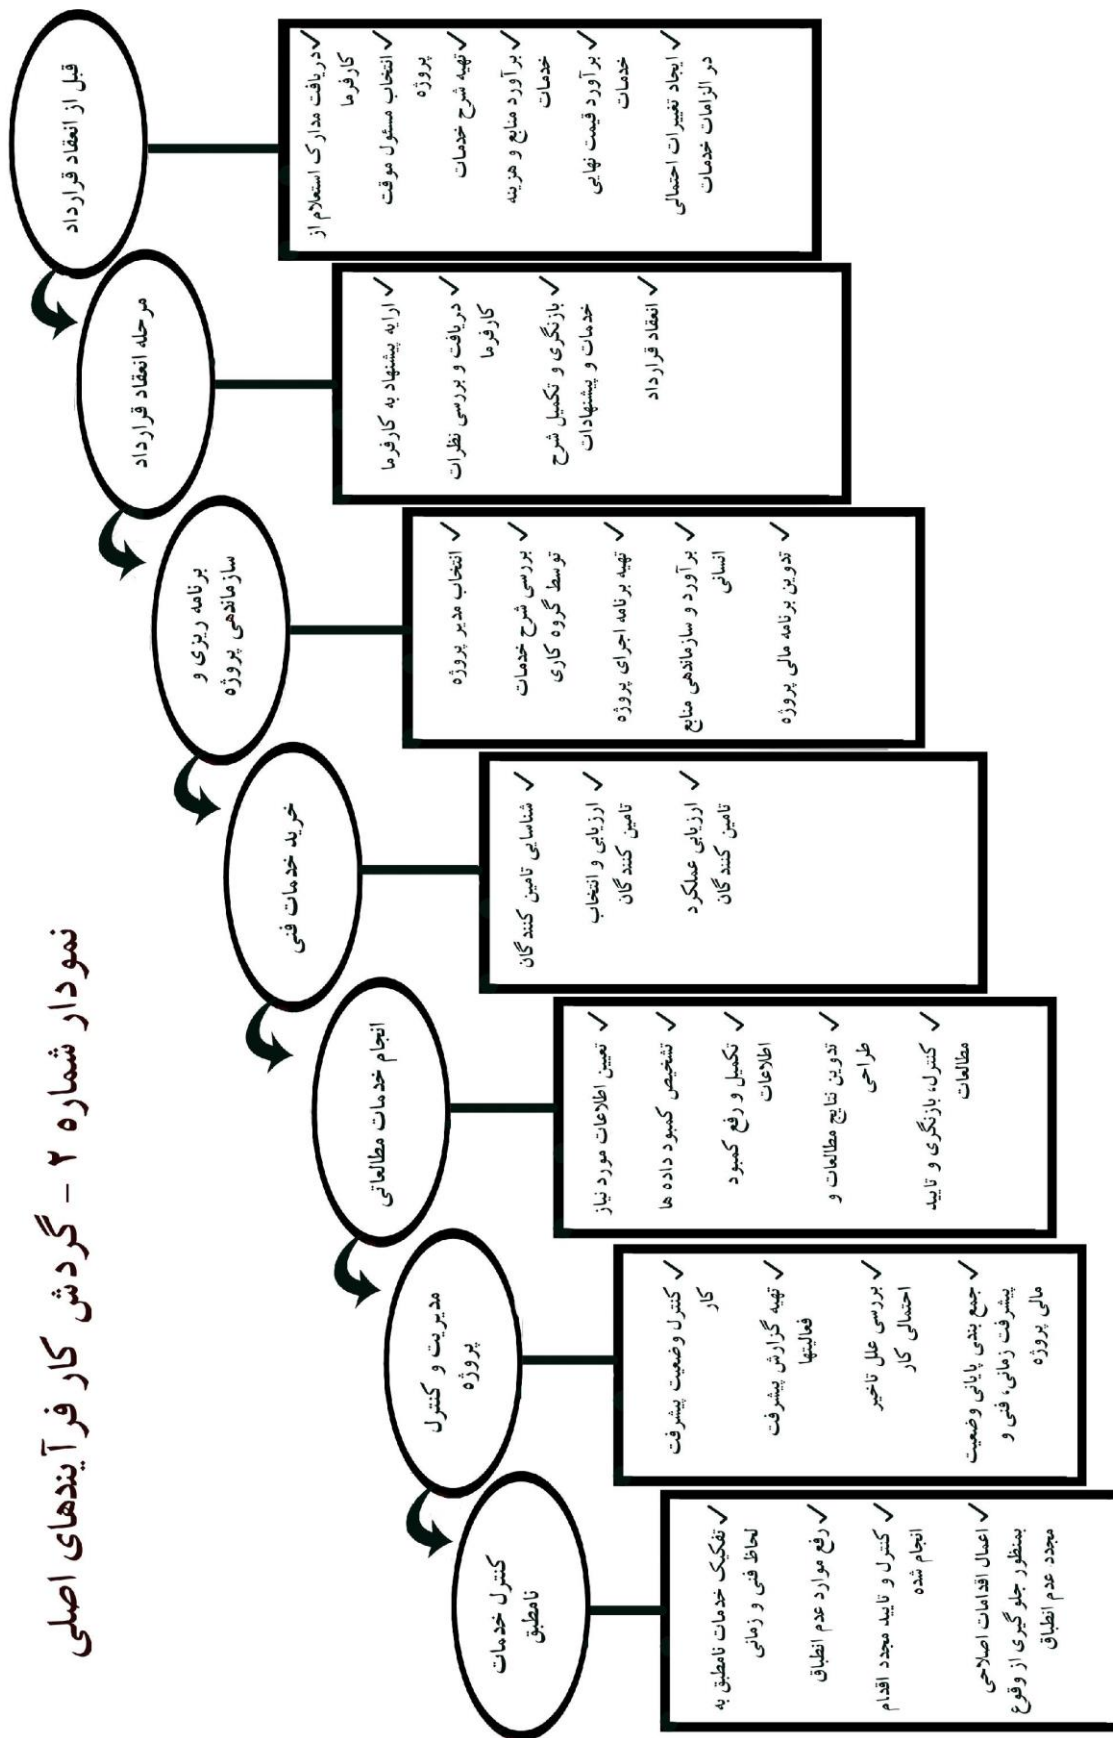 نمودار شماره ۲ - گردش کار فرآیندهای اصلی
قبل از انعقاد قرارداد
✓ دریافت مدارک استعلام از
کارفرما
✓ انتخاب مسئول موقت
پروژه
✓ تهیه شرح خدمات
✓ برآورد منابع و هزینه
خدمات
✓ برآورد قیمت نهایی
خدمات
✓ ایجاد تغییرات احتمالی
در الزامات خدمات
مرحله انعقاد قرارداد
✓ ارایه پیشنهاد به کارفرما
✓ دریافت و بررسی نظرات
کارفرما
✓ بازنگری و تکمیل شرح
خدمات و پیشنهادات
✓ انعقاد قرارداد
برنامه ریزی و
سازماندهی پروژه
✓ انتخاب مدیر پروژه
✓ بررسی شرح خدمات
توسط گروه کاری
✓ تهیه برنامه اجرای پروژه
✓ برآورد و سازماندهی منابع
انسانی
✓ تدوین برنامه مالی پروژه
خرید خدمات فنی
✓ شناسایی تامین کنندگان
✓ ارزیابی و انتخاب
تامین کنندگان
✓ ارزیابی عملکرد
تامین کنندگان
انجام خدمات مطالعاتی
✓ تعیین اطلاعات مورد نیاز
✓ تشخیص کمبود داده ها
✓ تکمیل و رفع کمبود
اطلاعات
✓ تدوین نتایج مطالعات و
طراحی
✓ کنترل، بازنگری و تایید
مطالعات
مدیریت و کنترل
پروژه
✓ کنترل وضعیت پیشرفت
کار
✓ تهیه گزارش پیشرفت
فعالیتها
✓ بررسی علل تاخیر
احتمالی کار
✓ جمع بندی پایانی وضعیت
پیشرفت زمانی، فنی و
مالی پروژه
کنترل خدمات
نامطبق
✓ تفکیک خدمات نامطبق به
لحاظ فنی و زمانی
✓ رفع موارد عدم انطباق
✓ کنترل و تایید مجدد اقدام
انجام شده
✓ اعمال اقدامات اصلاحی
بمنظور جلوگیری از وقوع
مجدد عدم انطباق